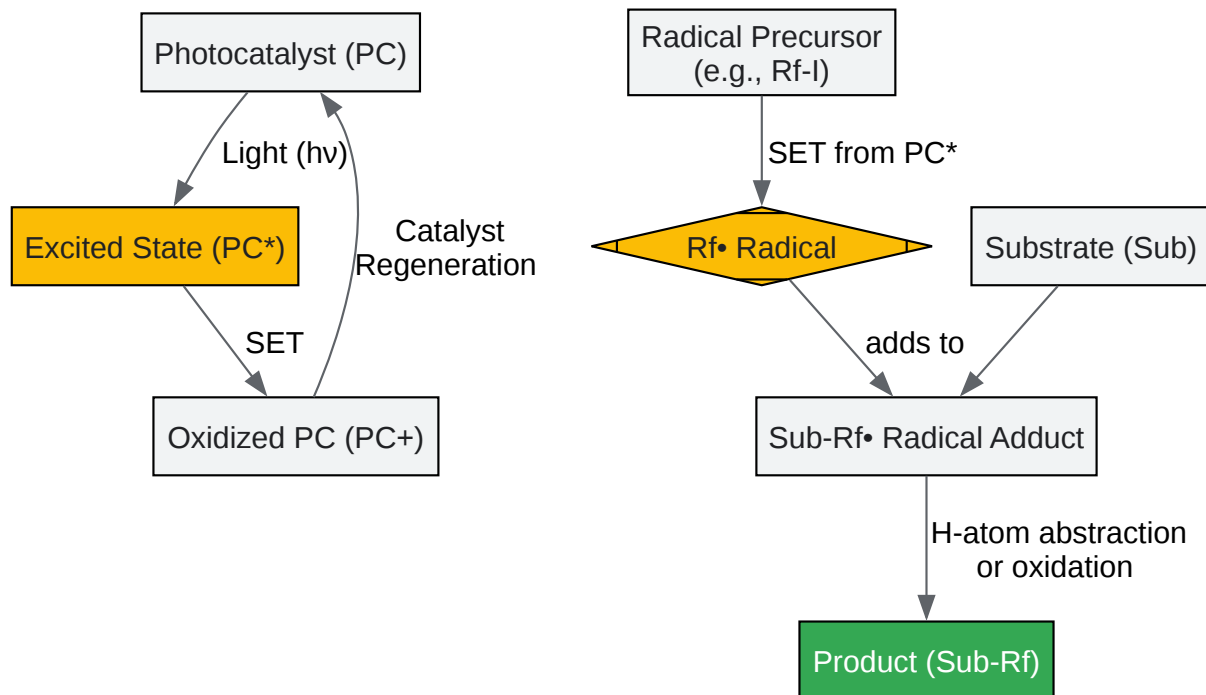 Photocatalyst (PC)
Light (hν)
Excited State (PC*)
SET
Catalyst
Regeneration
Oxidized PC (PC+)
Radical Precursor
(e.g., Rf-I)
SET from PC*
Rf• Radical
Substrate (Sub)
adds to
Sub-Rf• Radical Adduct
H-atom abstraction
or oxidation
Product (Sub-Rf)